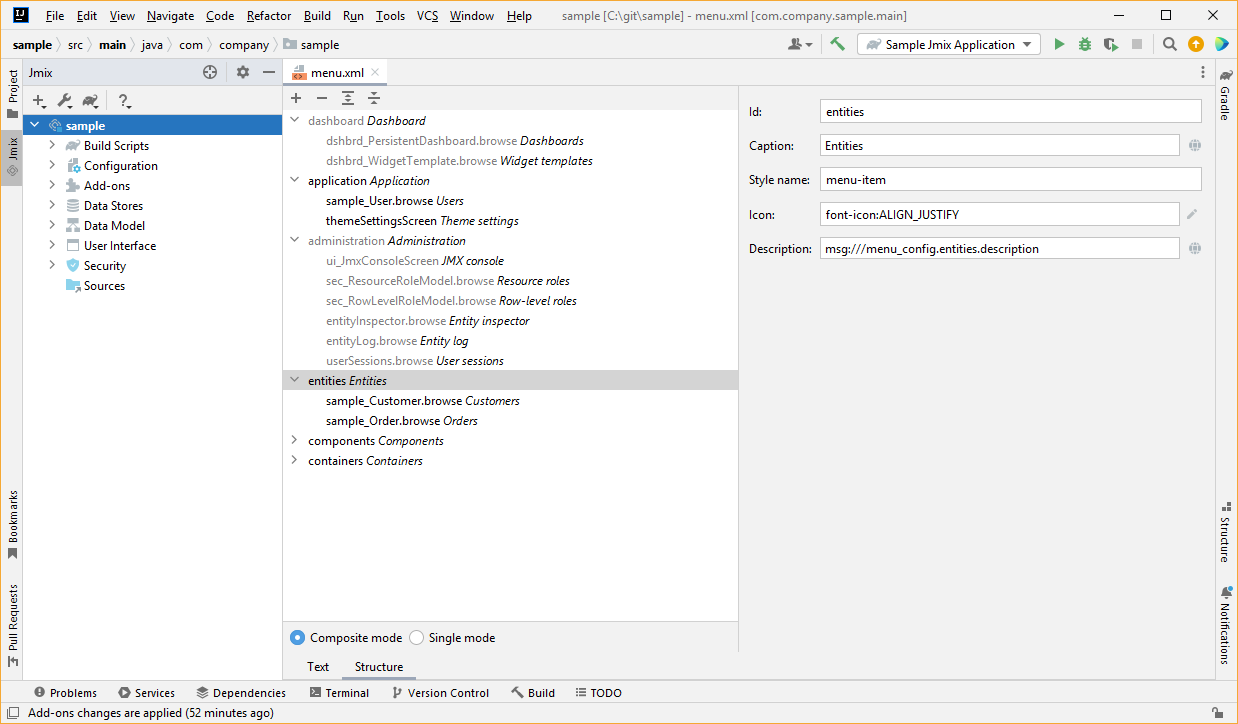 File Edit View Navigate Code Refactor Build Run Tools VCS Window Help sample [C:\git\sample] - menu.xml [com.company.sample.main]
sample src main java com company sample Sample Jmix Application
Jmix
menu.xml
Project
Jmix
Bookmarks
Pull Requests
sample
Build Scripts
Configuration
Add-ons
Data Stores
Data Model
User Interface
Security
Sources
dashboard Dashboard
dshbrd_PersistentDashboard.browse Dashboards
dshbrd_WidgetTemplate.browse Widget templates
application Application
sample_User.browse Users
themeSettingsScreen Theme settings
administration Administration
ui_JmxConsoleScreen JMX console
sec_ResourceRoleModel.browse Resource roles
sec_RowLevelRoleModel.browse Row-level roles
entityInspector.browse Entity inspector
entityLog.browse Entity log
userSessions.browse User sessions
entities Entities
sample_Customer.browse Customers
sample_Order.browse Orders
components Components
containers Containers
Composite mode Single mode
Text Structure
Id: entities
Caption: Entities
Style name: menu-item
Icon: font-icon:ALIGN_JUSTIFY
Description: msg:///menu_config.entities.description
Gradle
Structure
Notifications
Problems Services Dependencies Terminal Version Control Build TODO
Add-ons changes are applied (52 minutes ago)